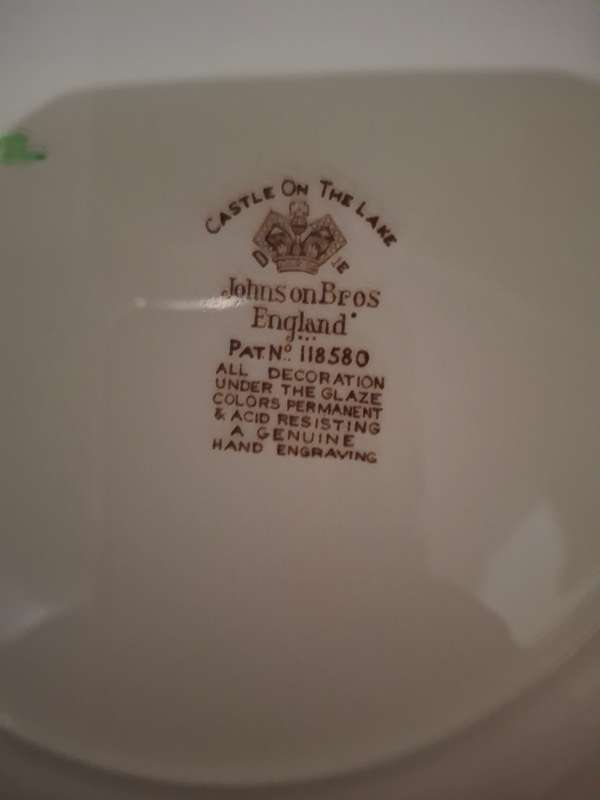 CASTLE ON THE LAKE
D IE
Johnson Bros
England
PAT. Nº. 118580
ALL DECORATION
UNDER THE GLAZE
COLORS PERMANENT
& ACID RESISTING
A GENUINE
HAND ENGRAVING